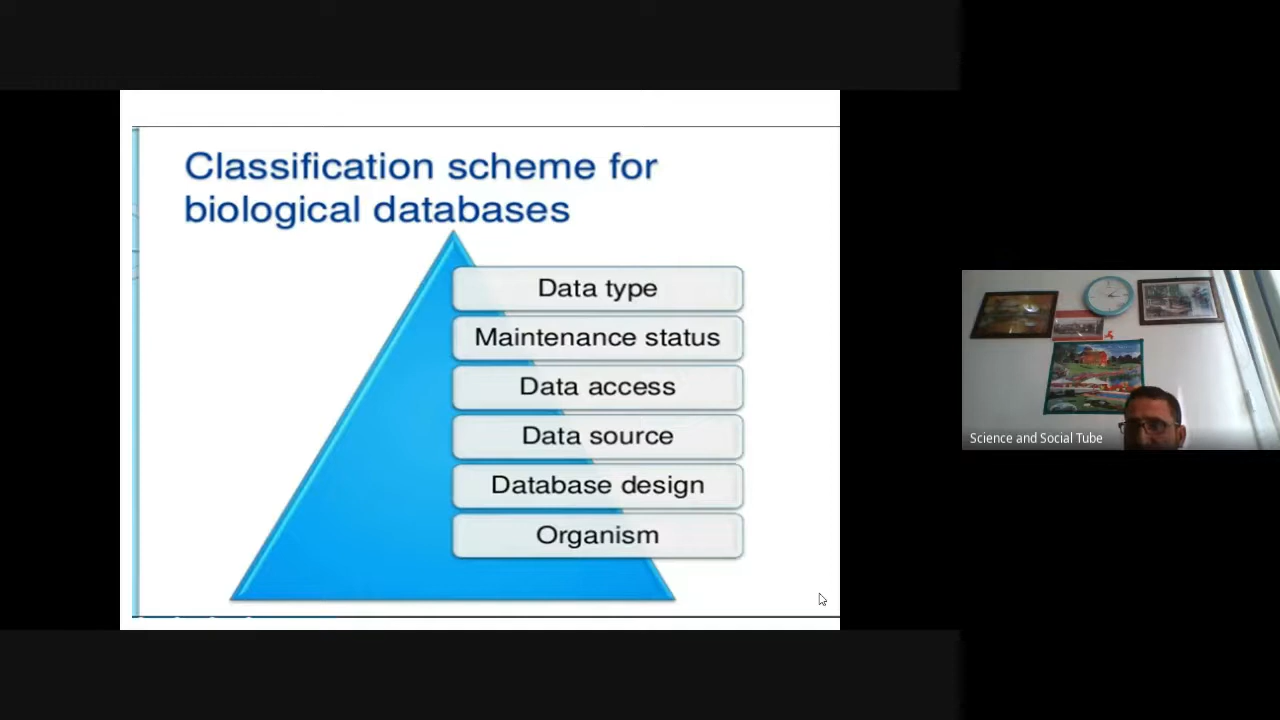 Classification scheme for
biological databases
Data type
Maintenance status
Data access
Data source
Database design
Organism
Science and Social Tube